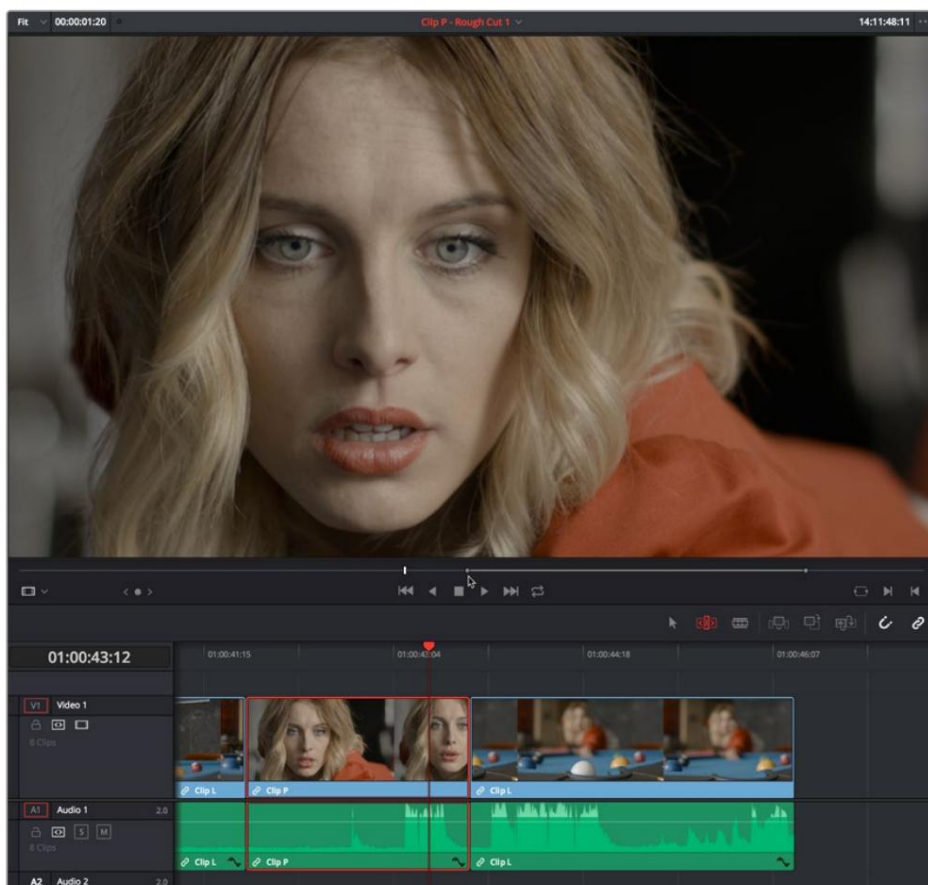 Fit 00:00:01:20 Clip P - Rough Cut 1 14:11:48:11
01:00:43:12 01:00:41:15 01:00:43:04 01:00:44:18 01:00:46:07
V1 Video 1
8 Clips
Clip L Clip P Clip L
A1 Audio 1 2.0
S M
8 Clips
Clip L Clip P Clip L
A2 Audio 2 2.0